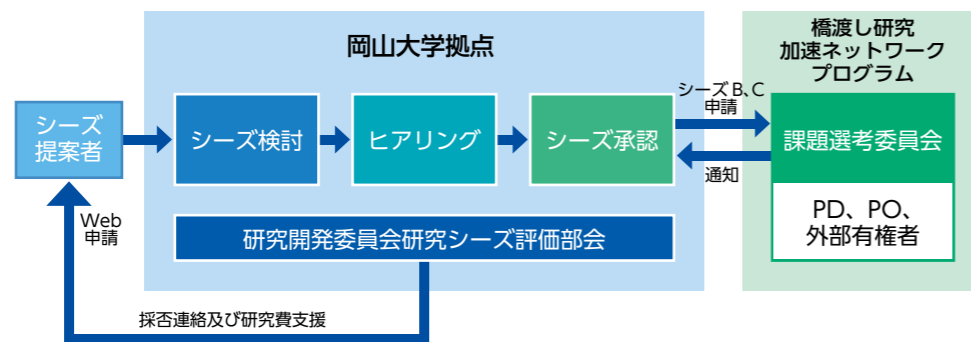 岡山大学拠点
橋渡し研究
加速ネットワーク
プログラム
シーズ
提案者
シーズ検討
ヒアリング
シーズ承認
シーズB、C
申請
通知
課題選考委員会
PD、PO、
外部有権者
Web
申請
研究開発委員会研究シーズ評価部会
採否連絡及び研究費支援